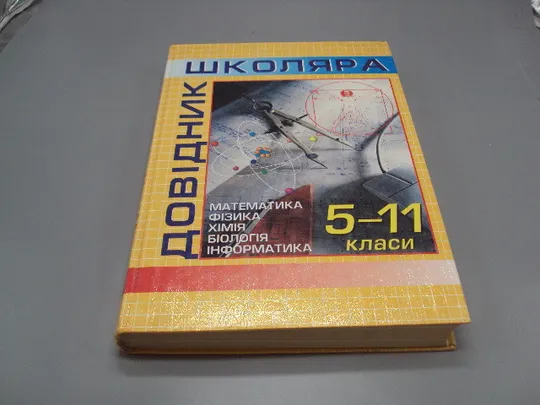 ДОВІДНИК
ШКОЛЯРА
МАТЕМАТИКА
ФІЗИКА
ХІМІЯ
БІОЛОГІЯ
ІНФОРМАТИКА
5–11
класи